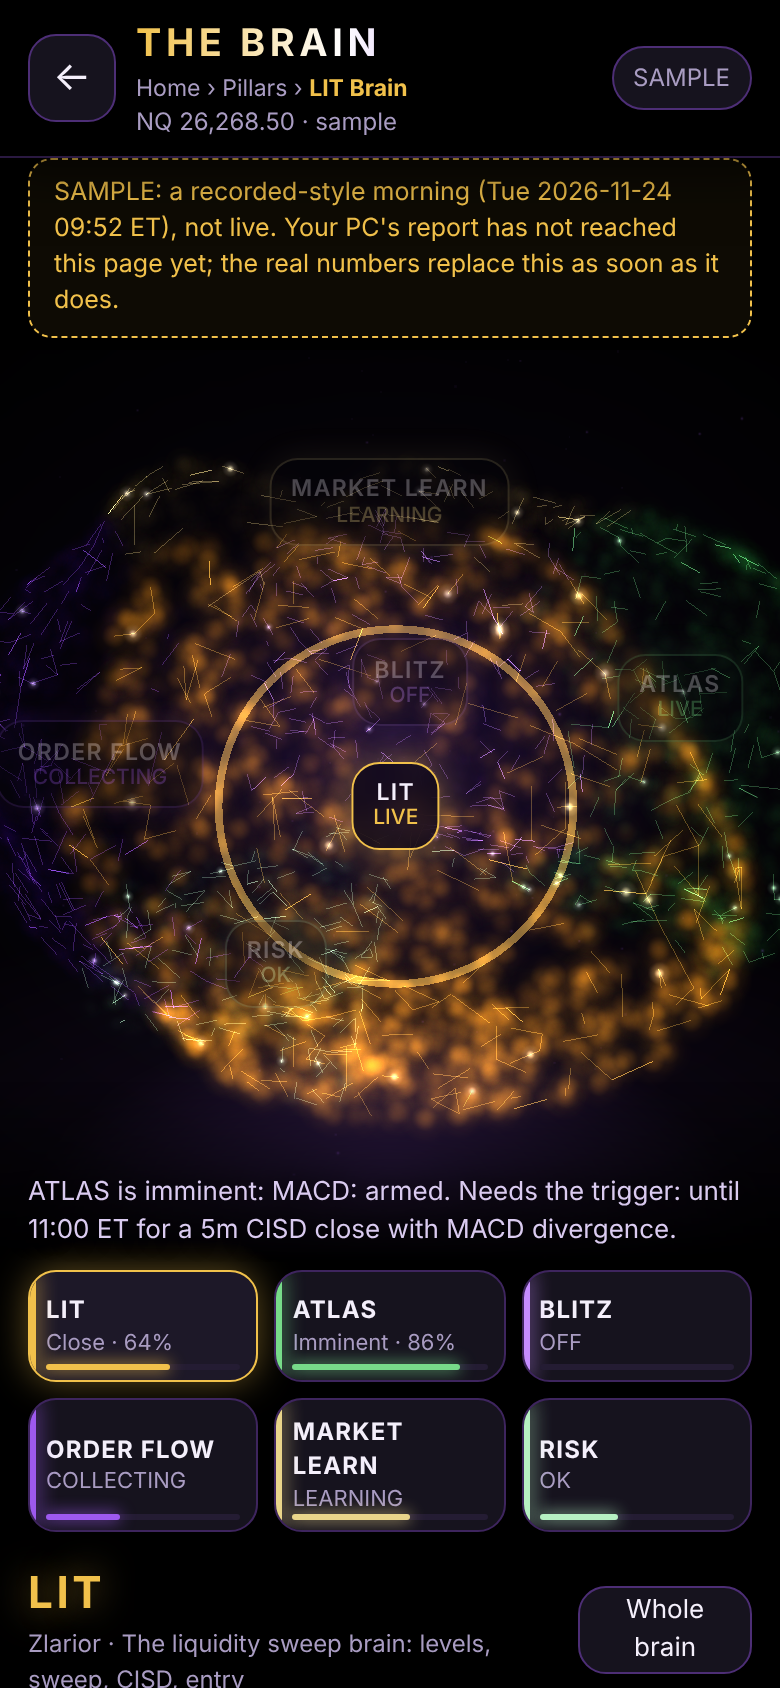 THE BRAIN
Home › Pillars › LIT Brain
NQ 26,268.50 · sample
SAMPLE
SAMPLE: a recorded-style morning (Tue 2026-11-24
09:52 ET), not live. Your PC's report has not reached
this page yet; the real numbers replace this as soon as it
does.
MARKET LEARN
LEARNING
BLITZ
OFF
ATLAS
LIVE
ORDER FLOW
COLLECTING
LIT
LIVE
RISK
OK
ATLAS is imminent: MACD: armed. Needs the trigger: until
11:00 ET for a 5m CISD close with MACD divergence.
LIT
Close · 64%
ATLAS
Imminent · 86%
BLITZ
OFF
ORDER FLOW
COLLECTING
MARKET
LEARN
LEARNING
RISK
OK
LIT
Zlarior · The liquidity sweep brain: levels,
sweep, CISD, entry
Whole
brain